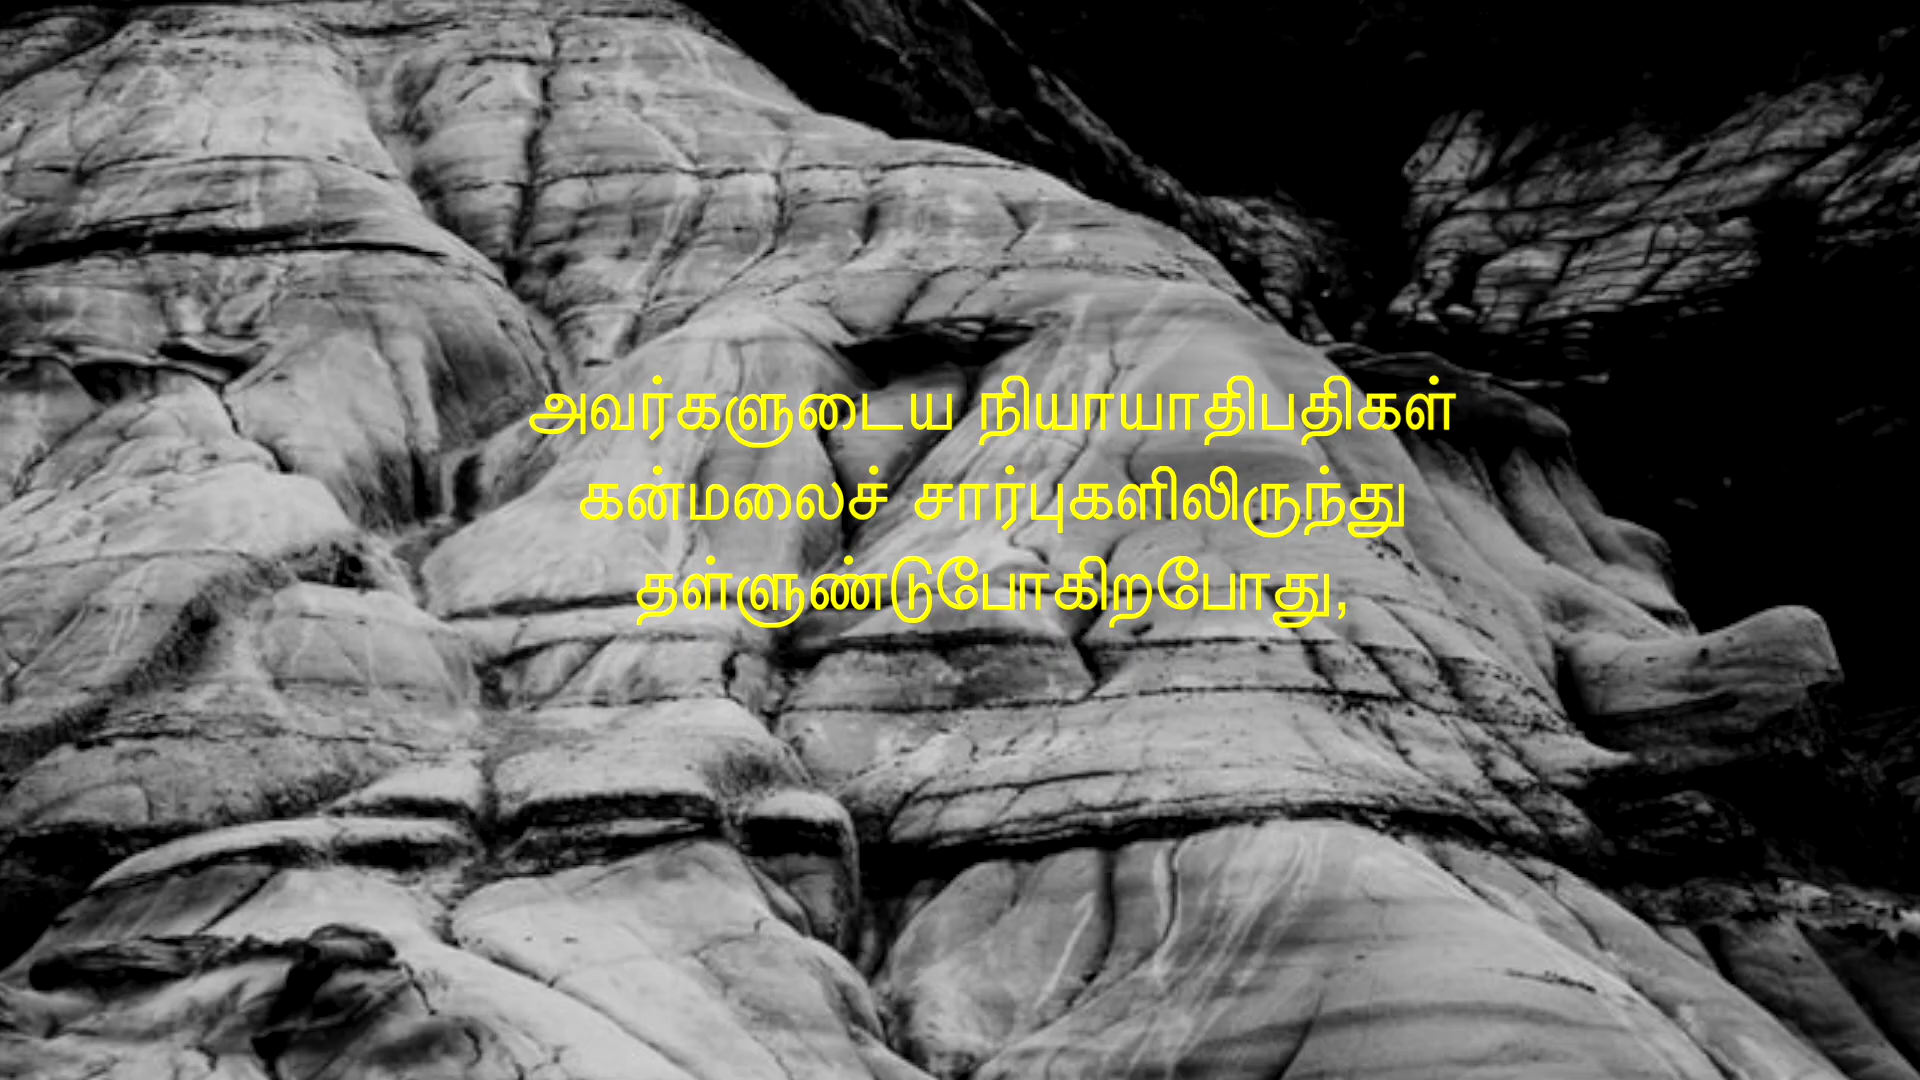 அவர்களுடைய நியாயாதிபதிகள்
கன்மலைச் சார்புகளிலிருந்து
தள்ளுண்டுபோகிறபோது,